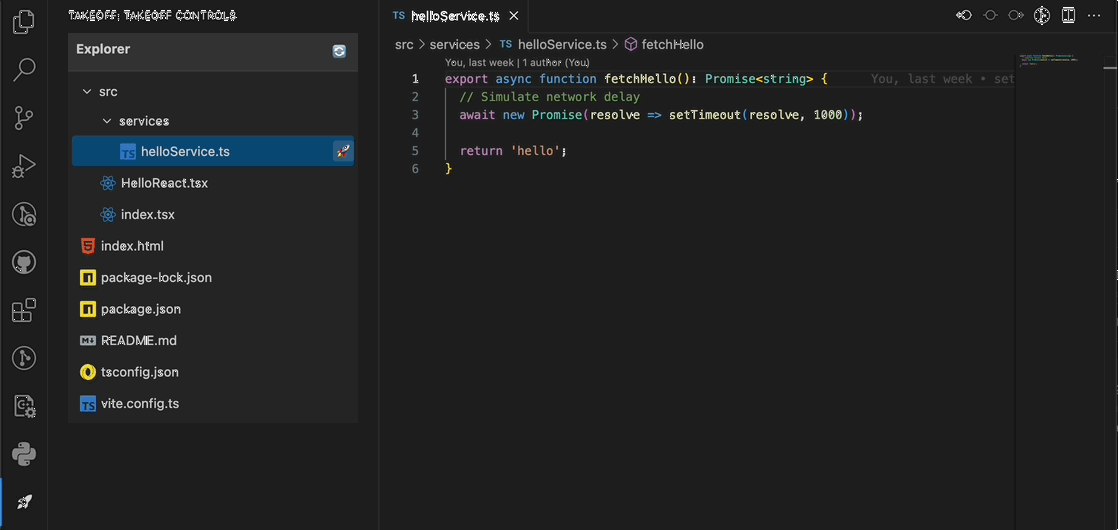 TAKEOFF: TAKEOFF CONTROLS
Explorer
src
services
TS helloService.ts
HelloReact.tsx
index.tsx
index.html
package-lock.json
package.json
README.md
tsconfig.json
TS vite.config.ts
TS helloService.ts
src > services > TS helloService.ts > fetchHello
You, last week | 1 author (You)
1 export async function fetchHello(): Promise<string> { You, last week • set
2 // Simulate network delay
3 await new Promise(resolve => setTimeout(resolve, 1000));
4
5 return 'hello';
6 }